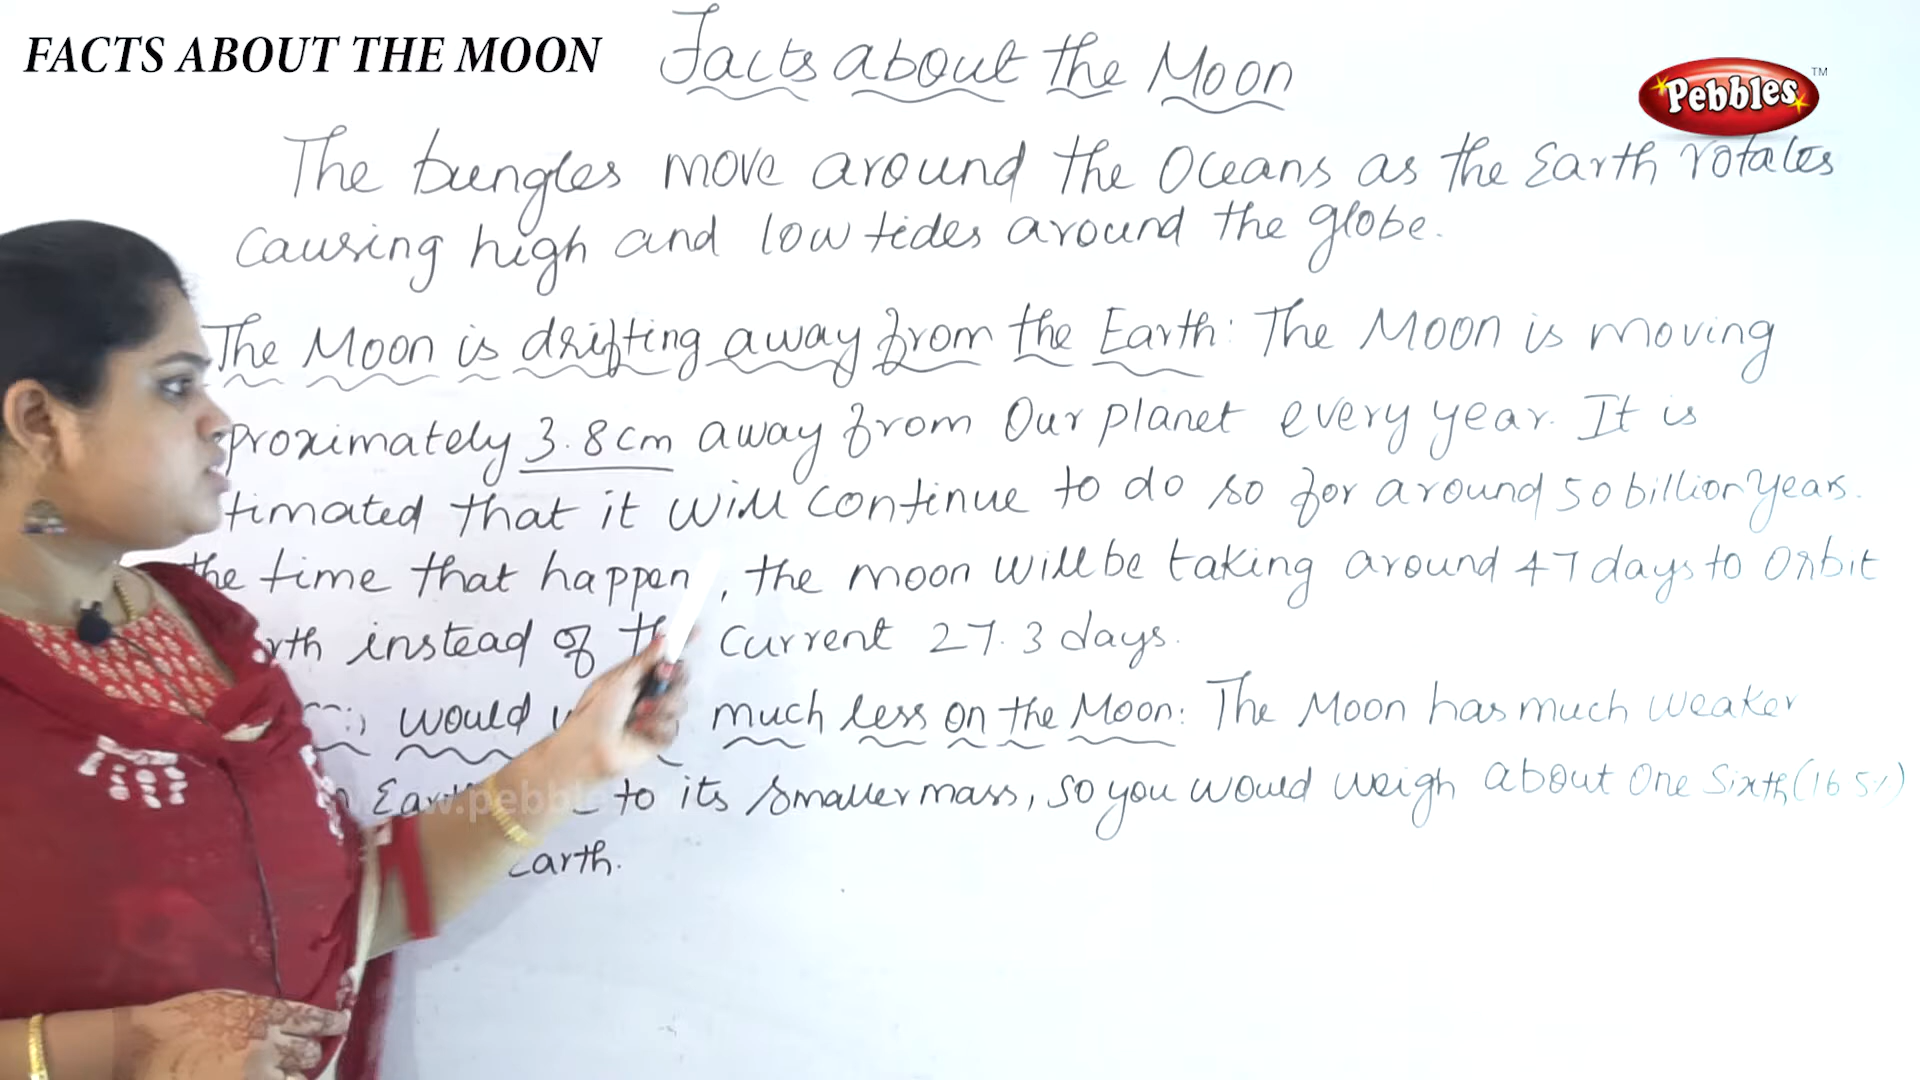 FACTS ABOUT THE MOON
Facts about the Moon
Pebbles TM
The bungles move around the Oceans as the Earth rotates
causing high and low tides around the globe.
The Moon is drifting away from the Earth: The Moon is moving
proximately 3.8cm away from Our planet every year. It is
timated that it will continue to do so for around 50 billion years.
the time that happen, the moon will be taking around 47 days to Orbit
rth instead of the current 27.3 days.
would much less on the Moon: The Moon has much weaker
Earth to its smaller mass, so you would weigh about One Sixth (16 5%)
Earth.